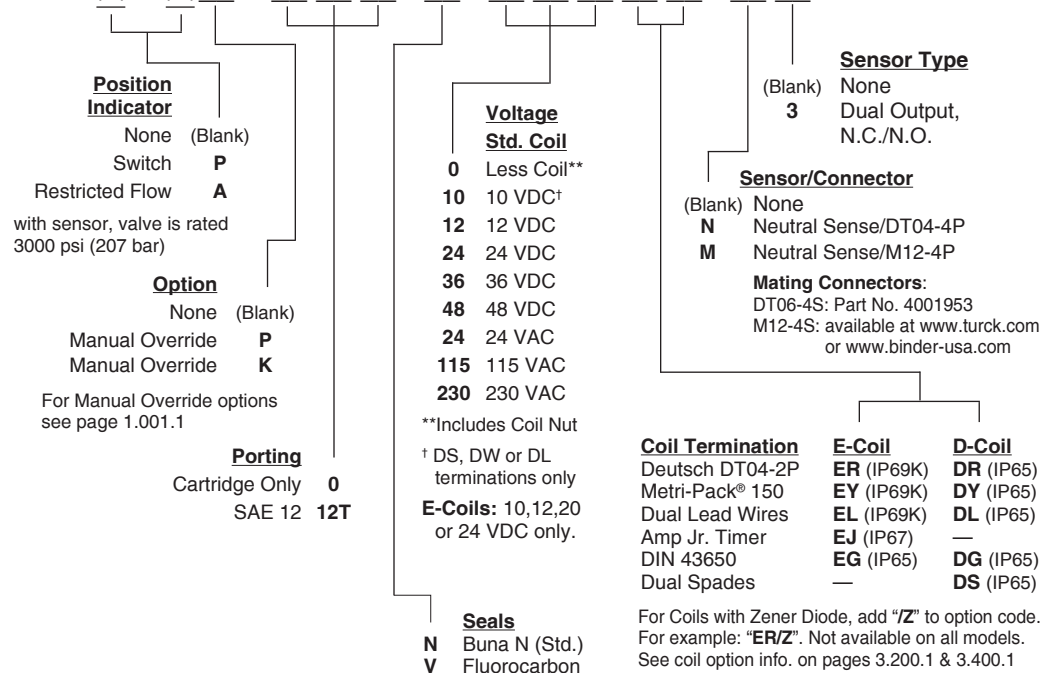 Position
Indicator
None (Blank)
Switch P
Restricted Flow A
with sensor, valve is rated
3000 psi (207 bar)
Option
None (Blank)
Manual Override P
Manual Override K
For Manual Override options
see page 1.001.1
Porting
Cartridge Only 0
SAE 12 12T
Seals
N Buna N (Std.)
V Fluorocarbon
Voltage
Std. Coil
0 Less Coil**
10 10 VDC†
12 12 VDC
24 24 VDC
36 36 VDC
48 48 VDC
24 24 VAC
115 115 VAC
230 230 VAC
**Includes Coil Nut
† DS, DW or DL
terminations only
E-Coils: 10,12,20
or 24 VDC only.
Sensor Type
(Blank) None
3 Dual Output,
N.C./N.O.
Sensor/Connector
(Blank) None
N Neutral Sense/DT04-4P
M Neutral Sense/M12-4P
Mating Connectors:
DT06-4S: Part No. 4001953
M12-4S: available at www.turck.com
or www.binder-usa.com
Coil Termination E-Coil D-Coil
Deutsch DT04-2P ER (IP69K) DR (IP65)
Metri-Pack® 150 EY (IP69K) DY (IP65)
Dual Lead Wires EL (IP69K) DL (IP65)
Amp Jr. Timer EJ (IP67) —
DIN 43650 EG (IP65) DG (IP65)
Dual Spades — DS (IP65)
For Coils with Zener Diode, add “/Z” to option code.
For example: “ER/Z”. Not available on all models.
See coil option info. on pages 3.200.1 & 3.400.1